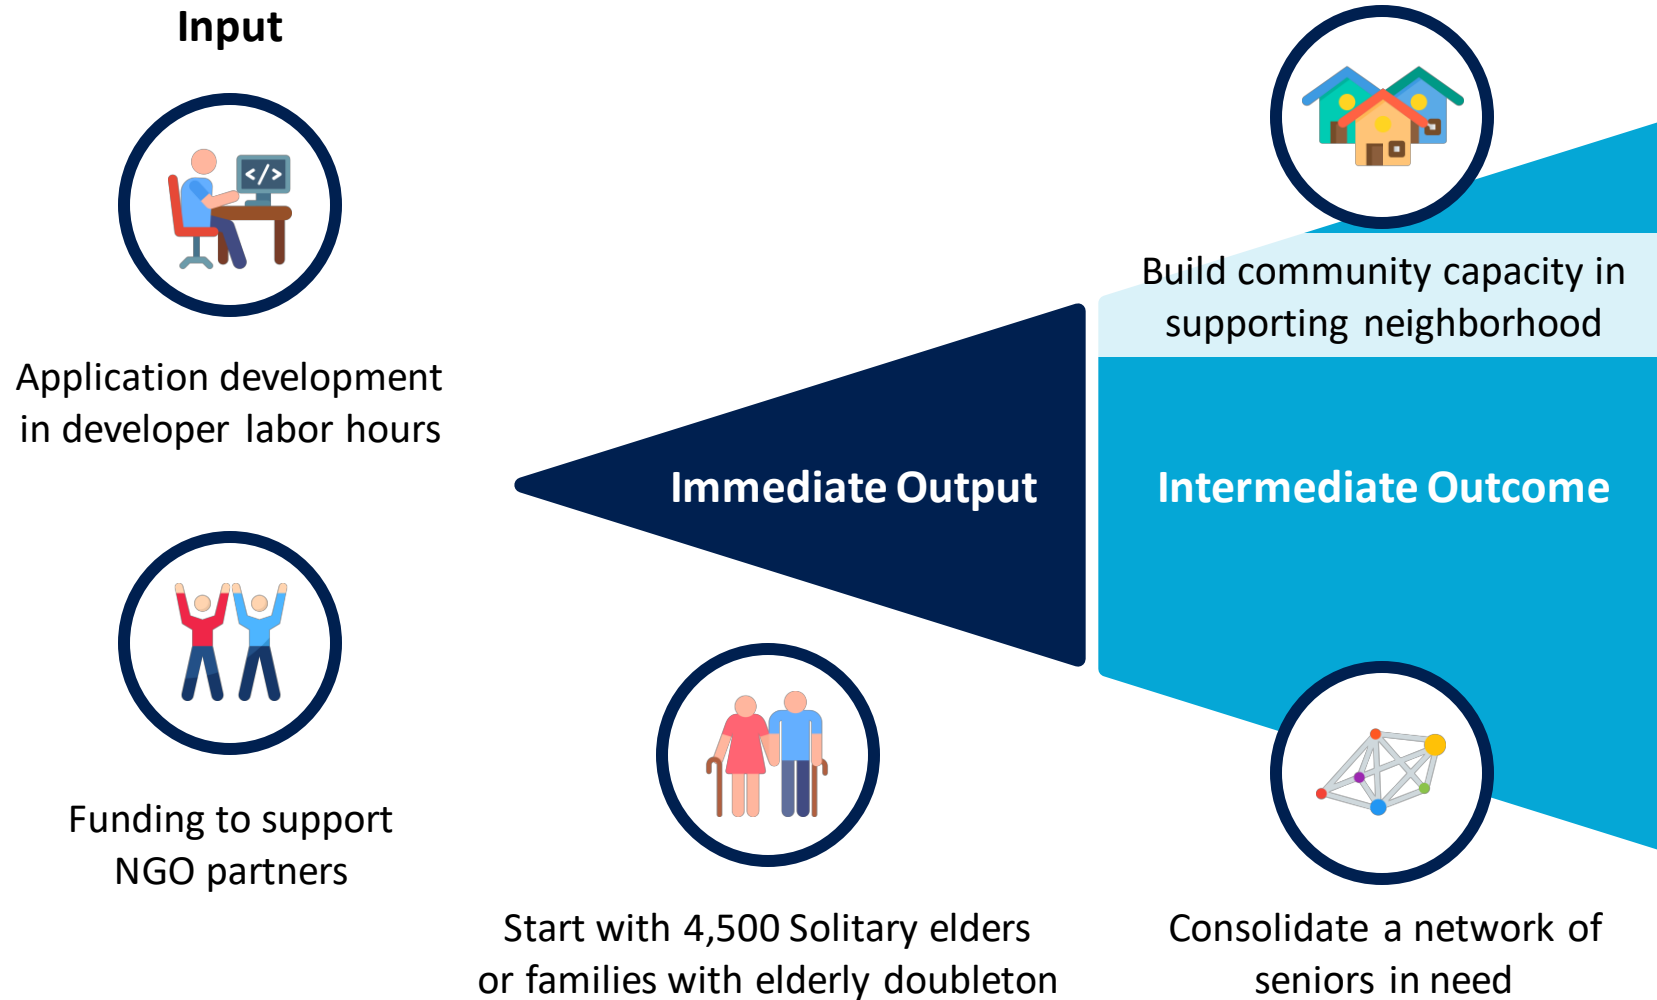 Input
</>
Application development
in developer labor hours
Funding to support
NGO partners
Immediate Output
Start with 4,500 Solitary elders
or families with elderly doubleton
Build community capacity in
supporting neighborhood
Intermediate Outcome
Consolidate a network of
seniors in need